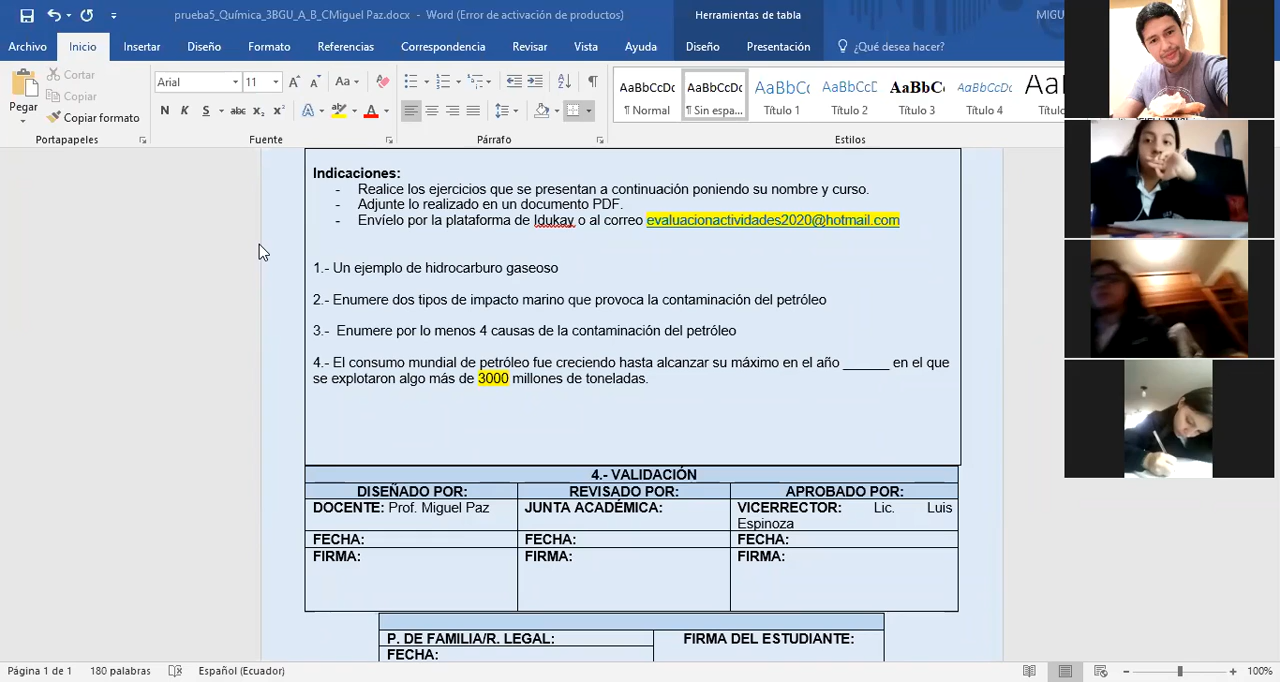 prueba5_Química_3BGU_A_B_CMiguel Paz.docx - Word (Error de activación de productos)
Herramientas de tabla
Archivo Inicio Insertar Diseño Formato Referencias Correspondencia Revisar Vista Ayuda Diseño Presentación ¿Qué desea hacer?
Pegar
Cortar
Copiar
Copiar formato
Portapapeles
Arial 11
N K S abc x₂ x²
Fuente
Párrafo
AaBbCcDc AaBbCcDc AaBbCc AaBbCcC AaBbC AaBbCcD
¶ Normal ¶ Sin espa... Título 1 Título 2 Título 3 Título 4
Estilos
Indicaciones:
- Realice los ejercicios que se presentan a continuación poniendo su nombre y curso.
- Adjunte lo realizado en un documento PDF.
- Envíelo por la plataforma de Idukay o al correo evaluacionactividades2020@hotmail.com
1.- Un ejemplo de hidrocarburo gaseoso
2.- Enumere dos tipos de impacto marino que provoca la contaminación del petróleo
3.- Enumere por lo menos 4 causas de la contaminación del petróleo
4.- El consumo mundial de petróleo fue creciendo hasta alcanzar su máximo en el año ______ en el que
se explotaron algo más de 3000 millones de toneladas.
4.- VALIDACIÓN
DISEÑADO POR: REVISADO POR: APROBADO POR:
DOCENTE: Prof. Miguel Paz JUNTA ACADÉMICA: VICERRECTOR: Lic. Luis
Espinoza
FECHA: FECHA: FECHA:
FIRMA: FIRMA: FIRMA:
P. DE FAMILIA/R. LEGAL: FIRMA DEL ESTUDIANTE:
FECHA:
Página 1 de 1 180 palabras Español (Ecuador) 100%